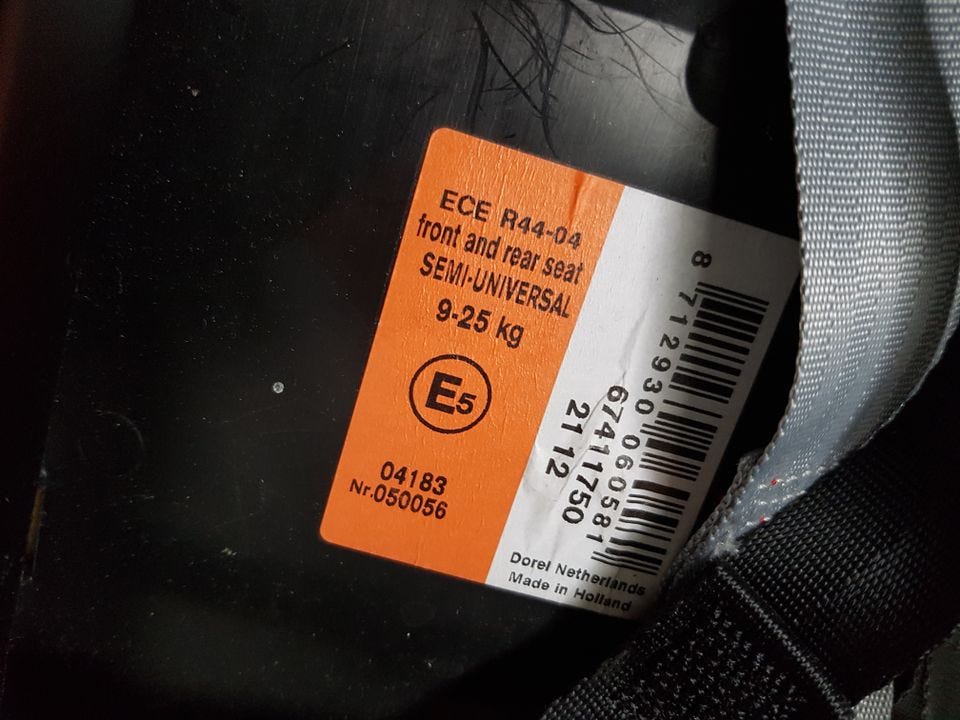 ECE R44-04
front and rear seat
SEMI-UNIVERSAL
9-25 kg
E5
04183
Nr.050056
8 712930 060581
67411750
21 12
Dorel Netherlands
Made in Holland